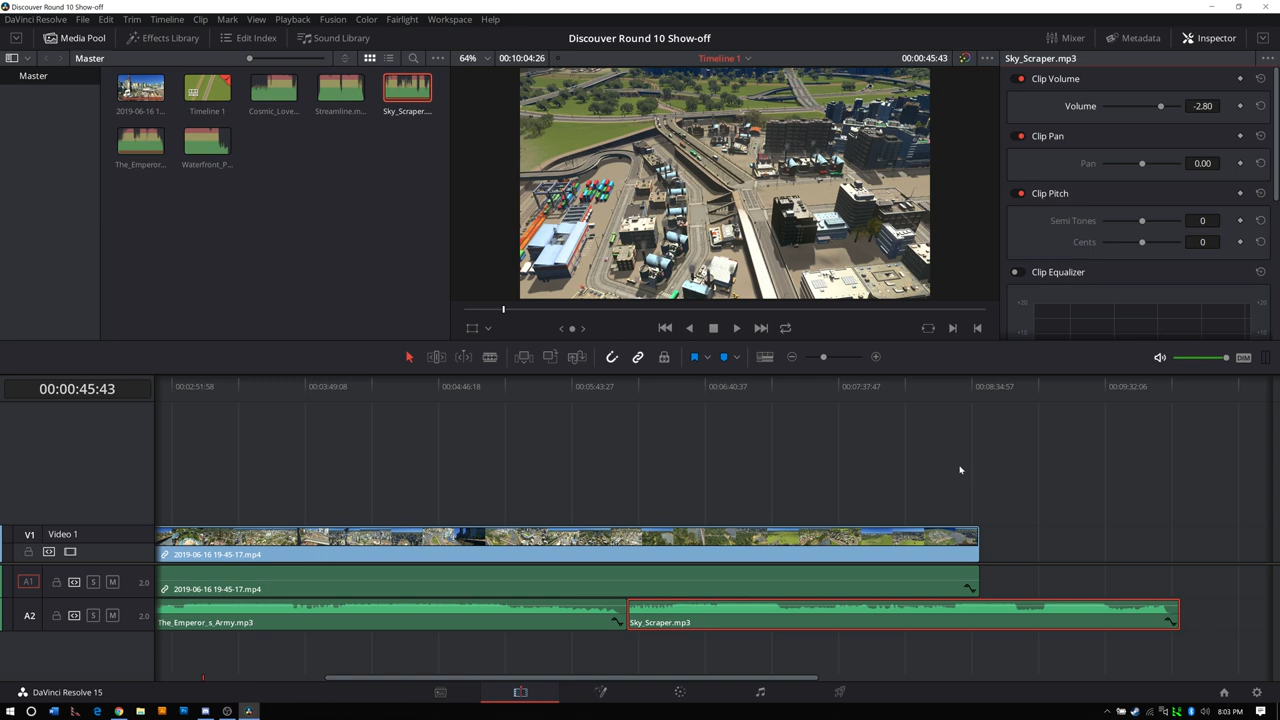 Discover Round 10 Show-off
DaVinci Resolve File Edit Trim Timeline Clip Mark View Playback Fusion Color Fairlight Workspace Help
Media Pool Effects Library Edit Index Sound Library Discover Round 10 Show-off Mixer Metadata Inspector
Master 64% 00:10:04:26 Timeline 1 00:00:45:43 Sky_Scraper.mp3
Master
2019-06-16 1... Timeline 1 Cosmic_Love... Streamline.m... Sky_Scraper....
The_Emperor... Waterfront_P...
Clip Volume
Volume -2.80
Clip Pan
Pan 0.00
Clip Pitch
Semi Tones 0
Cents 0
Clip Equalizer
+20 +20
+10 +10
DIM
00:00:45:43
00:02:51:58 00:03:49:08 00:04:46:18 00:05:43:27 00:06:40:37 00:07:37:47 00:08:34:57 00:09:32:06
V1 Video 1
2019-06-16 19-45-17.mp4
A1 S M 2.0
2019-06-16 19-45-17.mp4
A2 S M 2.0
The_Emperor_s_Army.mp3 Sky_Scraper.mp3
DaVinci Resolve 15
8:03 PM